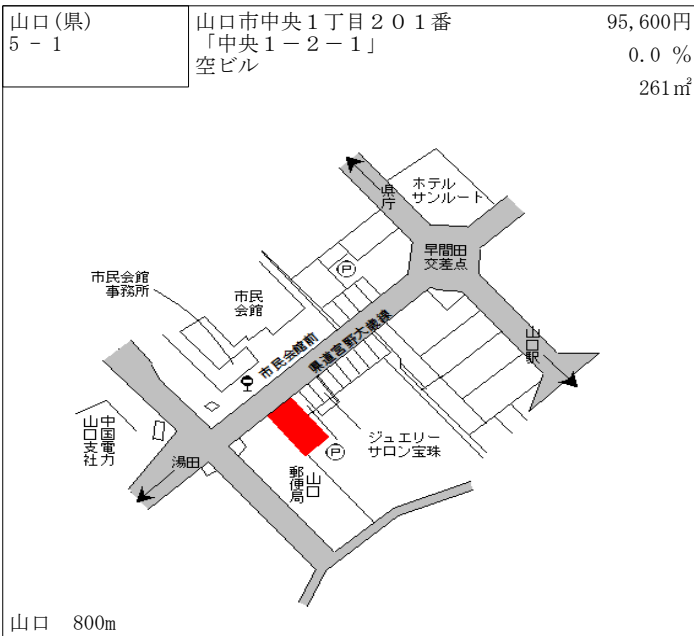 山口(県)
5 - 1
山口市中央１丁目２０１番
「中央１－２－１」
空ビル
95,600円
0.0 %
261㎡
県庁
ホテル
サンルート
早間田
交差点
市民会館
事務所
市民
会館
Ｐ
市民会館前
県道宮野大歳線
山口駅
中国電力
山口支社
湯田
ジュエリー
サロン宝珠
Ｐ
山口
郵便局
山口 800m